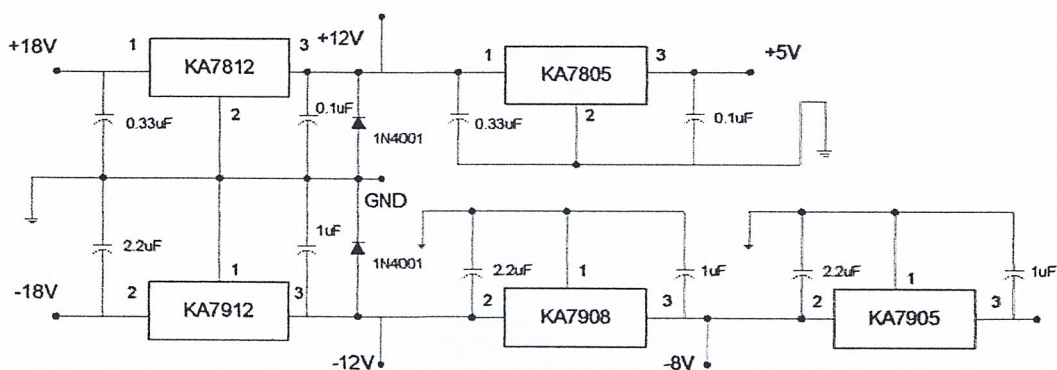 +18V 1 KA7812 3 +12V 1 KA7805 3 +5V
2 2
0.33uF 0.1uF 1N4001 0.33uF 0.1uF
GND
2.2uF 1uF 1N4001 2.2uF 1uF 2.2uF 1uF
1 1 1
-18V 2 KA7912 3 2 KA7908 3 2 KA7905 3
-12V -8V